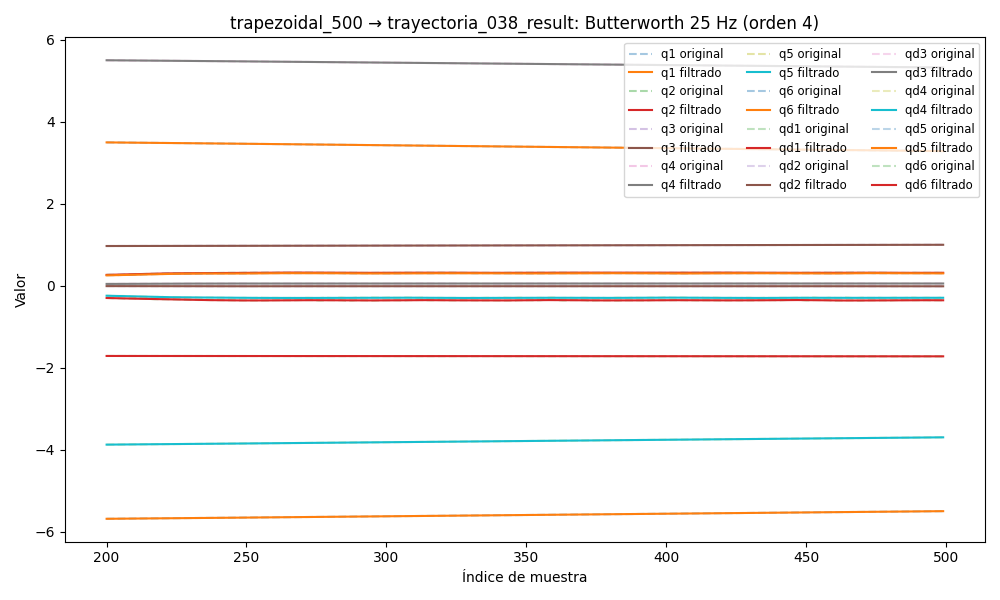 trapezoidal_500 → trayectoria_038_result: Butterworth 25 Hz (orden 4)
q1 original
q1 filtrado
q2 original
q2 filtrado
q3 original
q3 filtrado
q4 original
q4 filtrado
q5 original
q5 filtrado
q6 original
q6 filtrado
qd1 original
qd1 filtrado
qd2 original
qd2 filtrado
qd3 original
qd3 filtrado
qd4 original
qd4 filtrado
qd5 original
qd5 filtrado
qd6 original
qd6 filtrado
Valor
6
4
2
0
−2
−4
−6
200
250
300
350
400
450
500
Índice de muestra